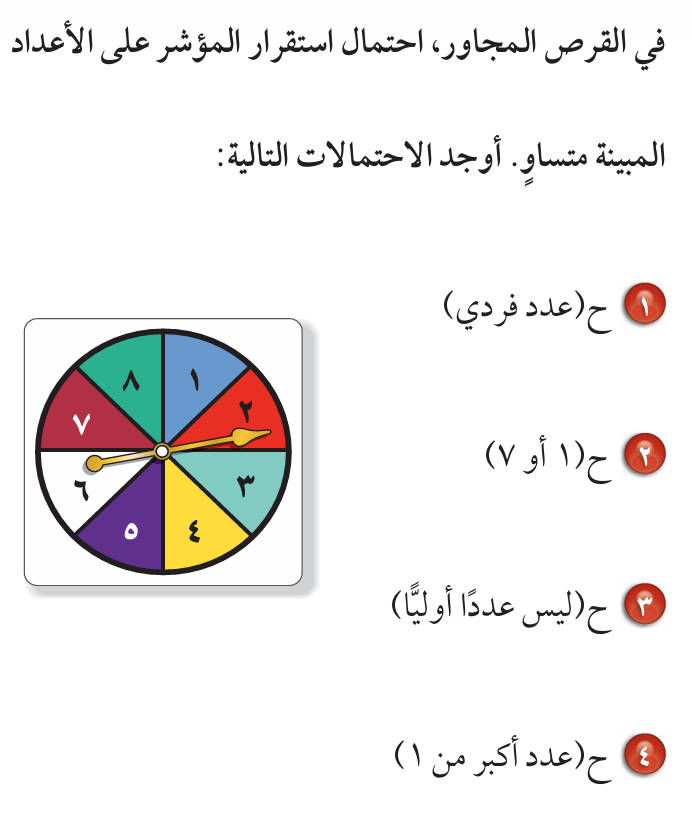 في القرص المجاور، احتمال استقرار المؤشر على الأعداد
المبينة متساوٍ. أوجد الاحتمالات التالية:
١ ح(عدد فردي)
٢ ح(١ أو ٧)
٣ ح(ليس عددًا أوليًّا)
٤ ح(عدد أكبر من ١)
١
٢
٣
٤
٥
٦
٧
٨